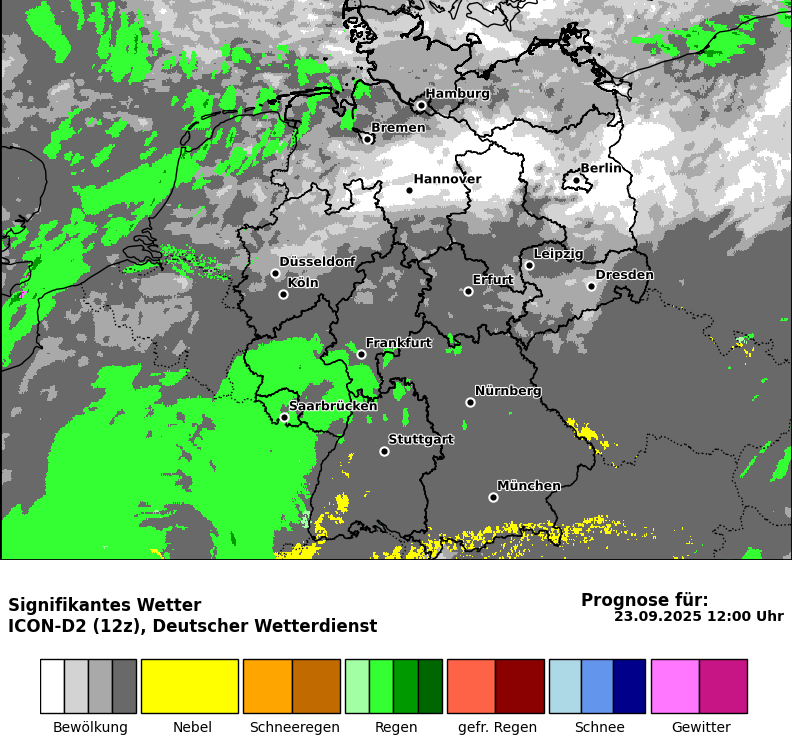 Hamburg
Bremen
Berlin
Hannover
Leipzig
Düsseldorf
Dresden
Köln
Erfurt
Frankfurt
Nürnberg
Saarbrücken
Stuttgart
München
Signifikantes Wetter
ICON-D2 (12z), Deutscher Wetterdienst
Prognose für:
23.09.2025 12:00 Uhr
Bewölkung Nebel Schneeregen Regen gefr. Regen Schnee Gewitter